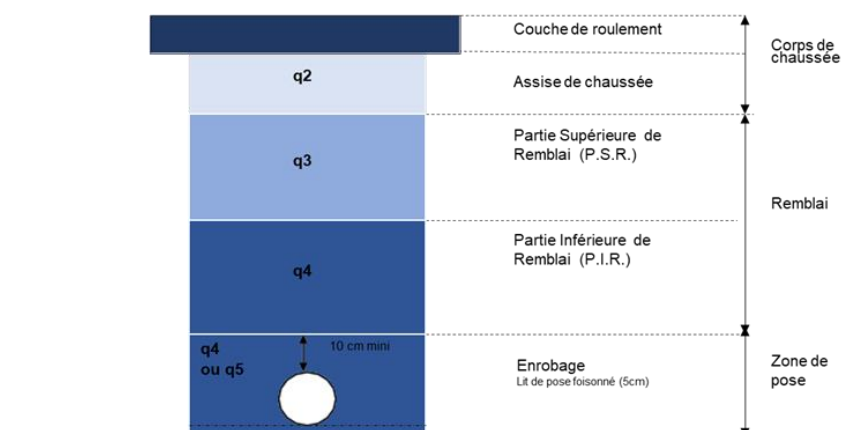 Couche de roulement
Corps de
chaussée
q2
Assise de chaussée
Partie Supérieure de
Remblai (P.S.R.)
q3
Remblai
Partie Inférieure de
Remblai (P.I.R.)
q4
10 cm mini
q4
ou q5
Enrobage
Lit de pose foisonné (5cm)
Zone de
pose